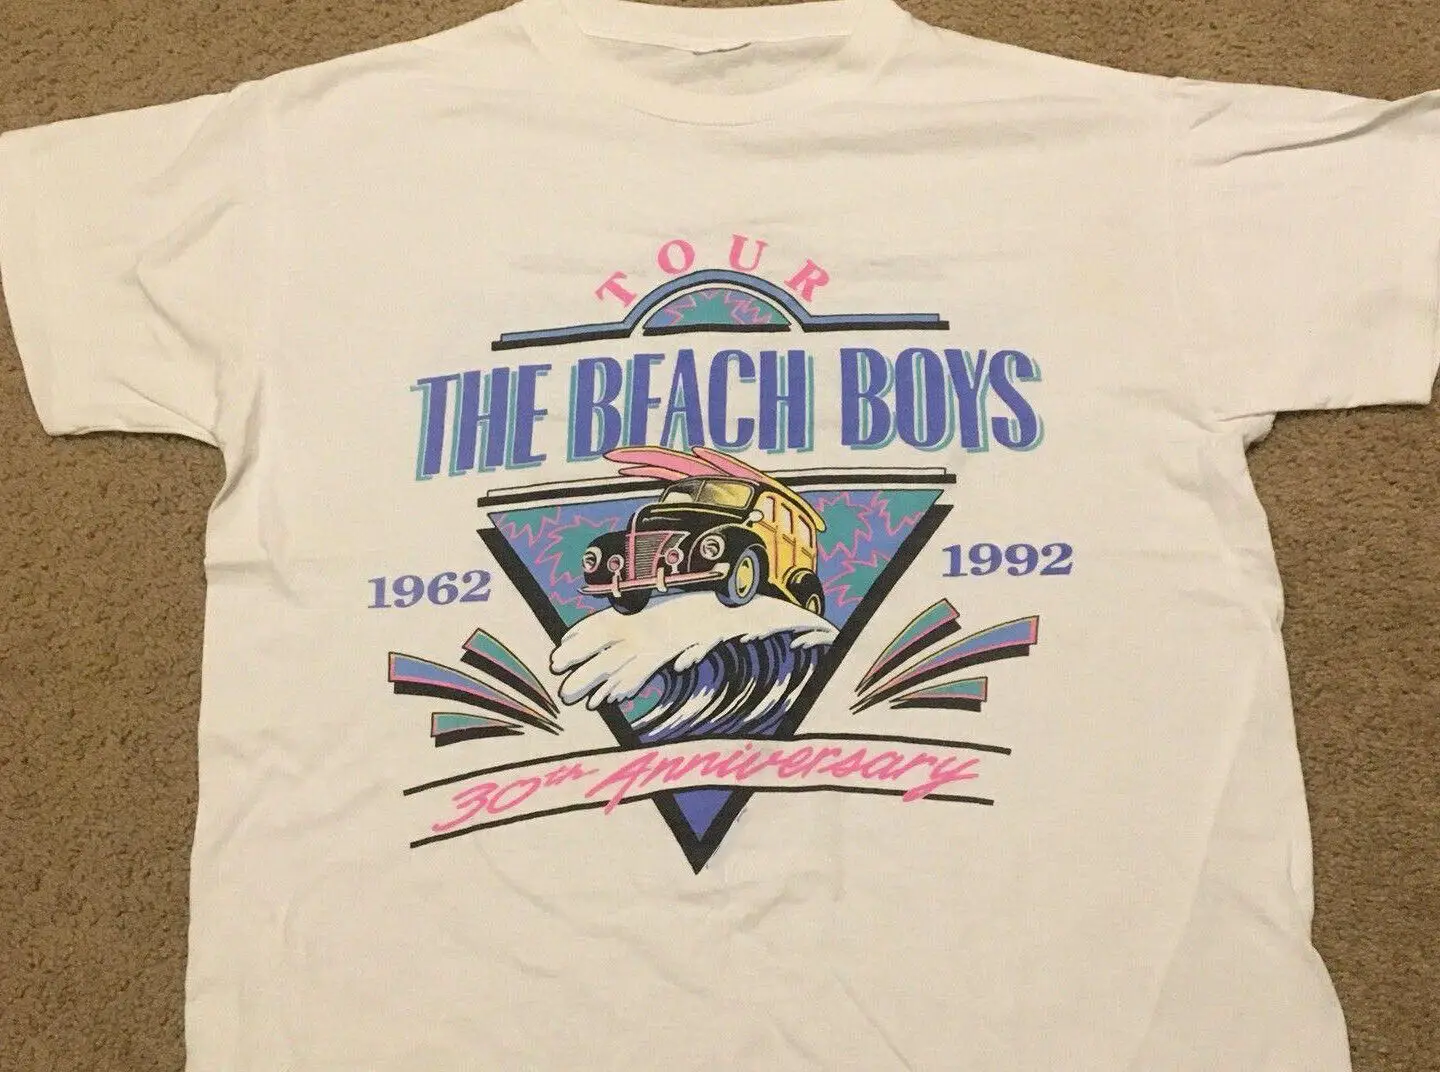 TOUR
THE BEACH BOYS
1962 1992
30th Anniversary